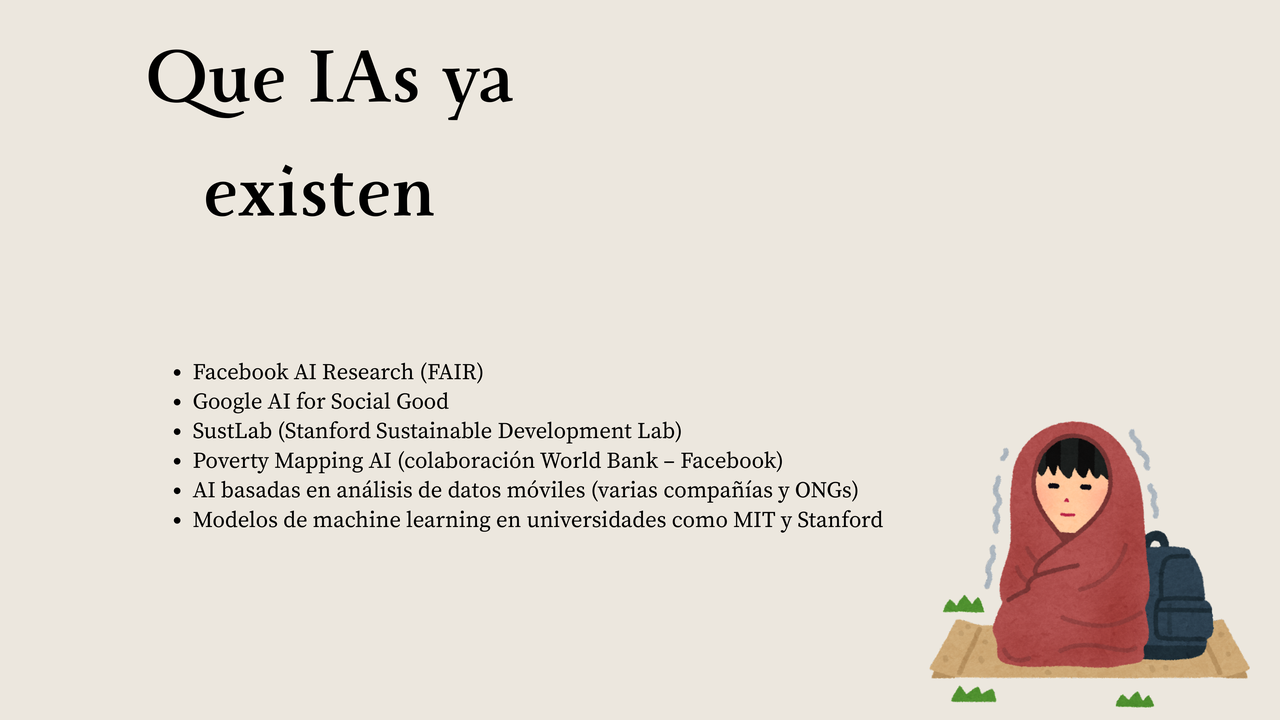 Que IAs ya
existen
• Facebook AI Research (FAIR)
• Google AI for Social Good
• SustLab (Stanford Sustainable Development Lab)
• Poverty Mapping AI (colaboración World Bank – Facebook)
• AI basadas en análisis de datos móviles (varias compañías y ONGs)
• Modelos de machine learning en universidades como MIT y Stanford